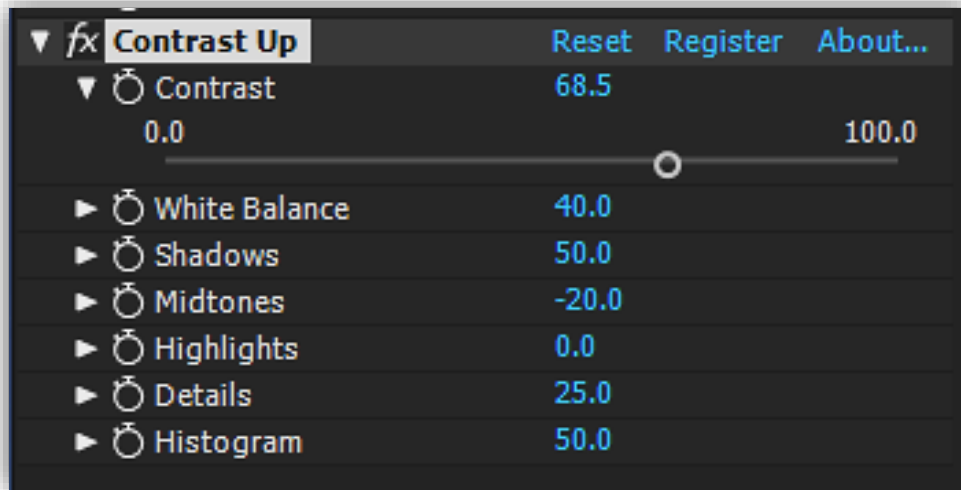 fx Contrast Up Reset Register About...
Contrast 68.5
0.0 100.0
White Balance 40.0
Shadows 50.0
Midtones -20.0
Highlights 0.0
Details 25.0
Histogram 50.0